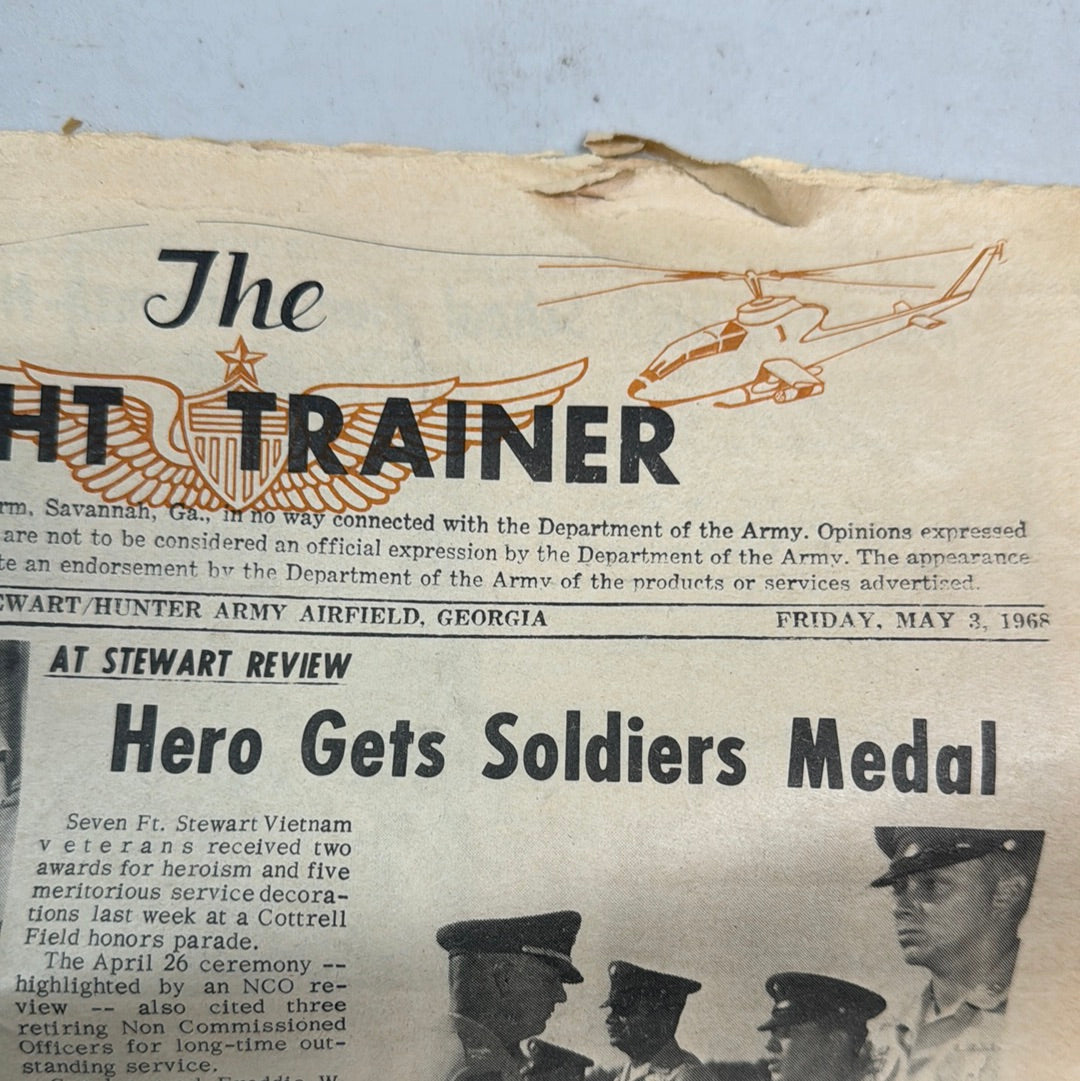 The
HT TRAINER
rm, Savannah, Ga., in no way connected with the Department of the Army. Opinions expressed
are not to be considered an official expression by the Department of the Army. The appearance
te an endorsement by the Department of the Army of the products or services advertised.
EWART/HUNTER ARMY AIRFIELD, GEORGIA FRIDAY, MAY 3, 1968
AT STEWART REVIEW
Hero Gets Soldiers Medal
Seven Ft. Stewart Vietnam
veterans received two
awards for heroism and five
meritorious service decora-
tions last week at a Cottrell
Field honors parade.
The April 26 ceremony --
highlighted by an NCO re-
view -- also cited three
retiring Non Commissioned
Officers for long-time out-
standing service.